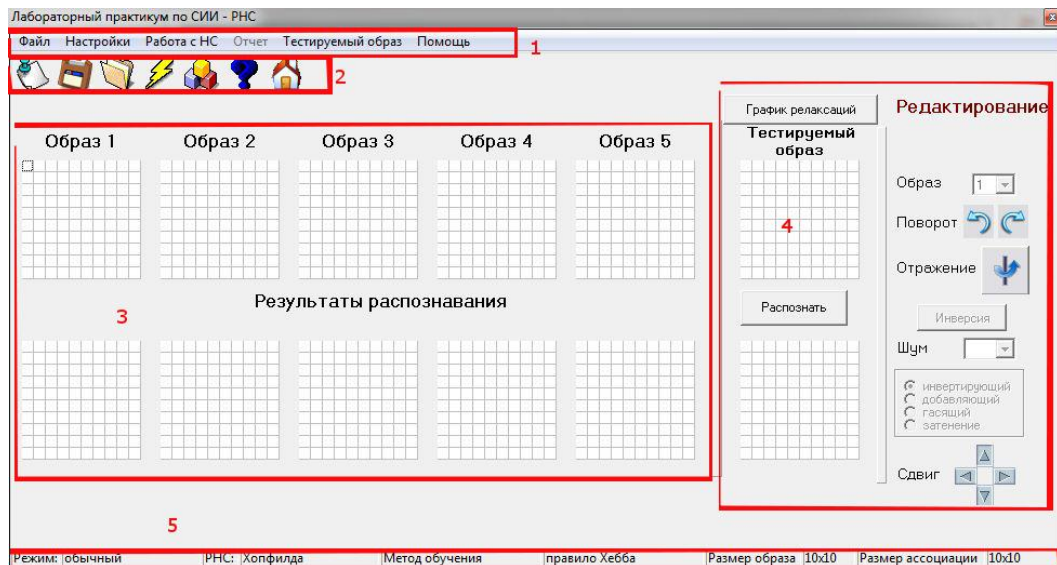 Лабораторный практикум по СИИ - РНС
Файл Настройки Работа с НС Отчет Тестируемый образ Помощь
1
2
График релаксаций
Редактирование
Образ 1 Образ 2 Образ 3 Образ 4 Образ 5
Тестируемый
образ
Образ 1
4
Поворот
Отражение
Результаты распознавания
3
Распознать
Инверсия
Шум
инвертирующий
добавляющий
гасящий
затенение
Сдвиг
5
Режим: обычный РНС: Хопфилда Метод обучения правило Хебба Размер образа 10x10 Размер ассоциации 10x10